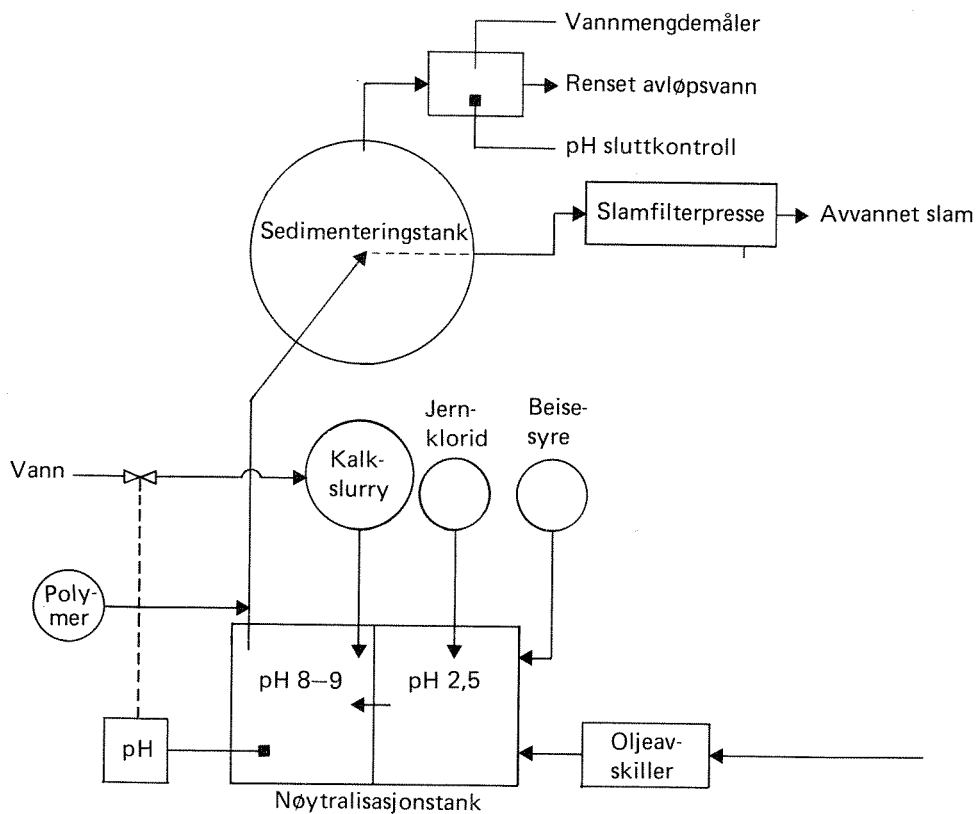 Vannmengdemåler
Renset avløpsvann
pH sluttkontroll
Sedimenteringstank
Slamfilterpresse
Avvannet slam
Jern-
klorid
Beise-
syre
Vann
Kalk-
slurry
Poly-
mer
pH 8–9
pH 2,5
pH
Oljeav-
skiller
Nøytralisasjonstank